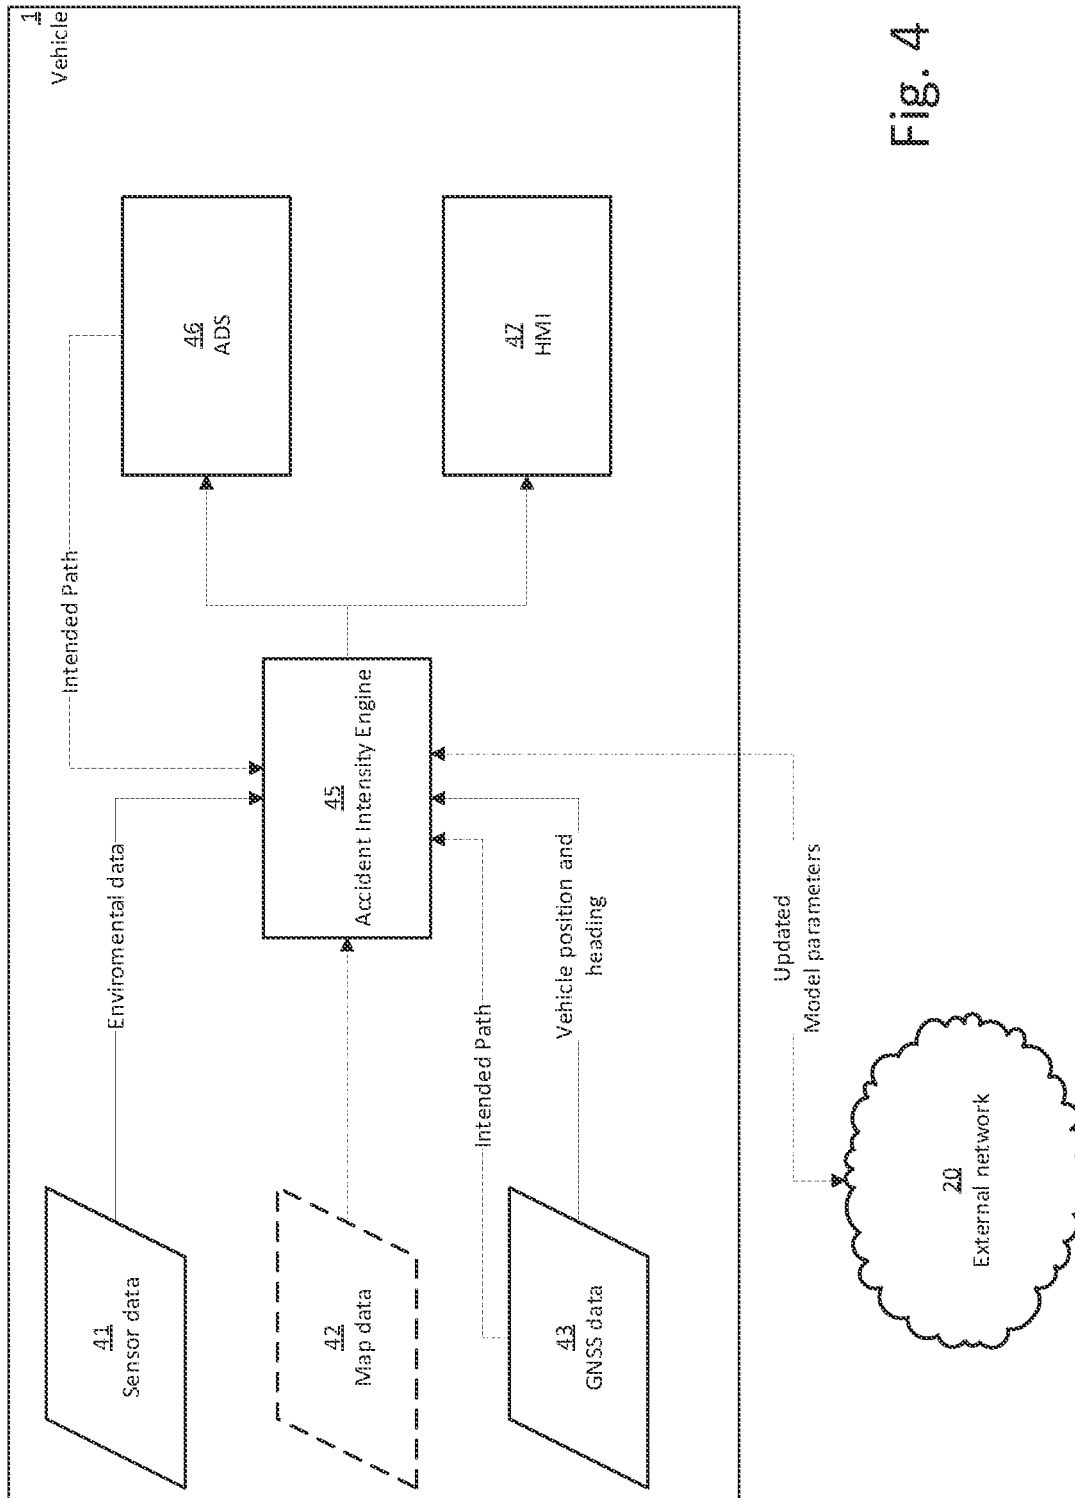 1
Vehicle
41
Sensor data
Enviromental data
Intended Path
46
ADS
42
Map data
45
Accident Intensity Engine
47
HMI
43
GNSS data
Intended Path
Vehicle position and
heading
Updated
Model parameters
20
External network
Fig. 4